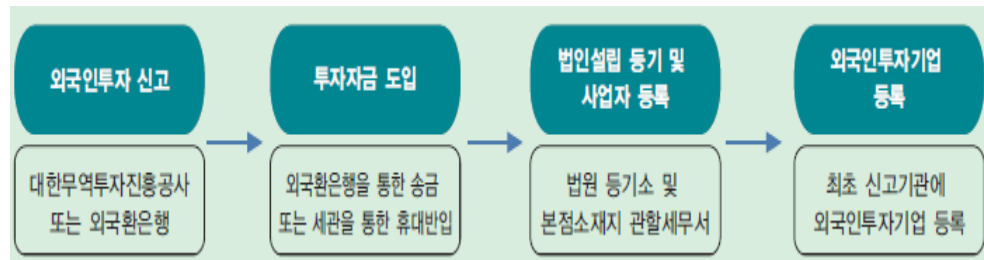 외국인투자 신고
대한무역투자진흥공사
또는 외국환은행
투자자금 도입
외국환은행을 통한 송금
또는 세관을 통한 휴대반입
법인설립 등기 및
사업자 등록
법원 등기소 및
본점소재지 관할세무서
외국인투자기업
등록
최초 신고기관에
외국인투자기업 등록